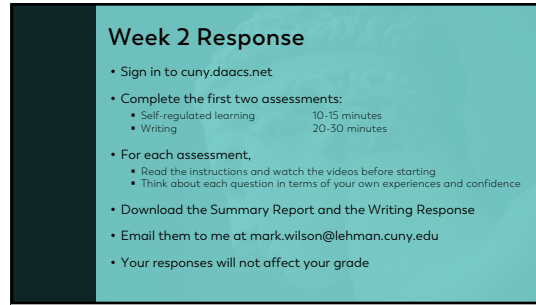 Week 2 Response
• Sign in to cuny.daacs.net
• Complete the first two assessments:
▪ Self-regulated learning 10-15 minutes
▪ Writing 20-30 minutes
• For each assessment,
▪ Read the instructions and watch the videos before starting
▪ Think about each question in terms of your own experiences and confidence
• Download the Summary Report and the Writing Response
• Email them to me at mark.wilson@lehman.cuny.edu
• Your responses will not affect your grade